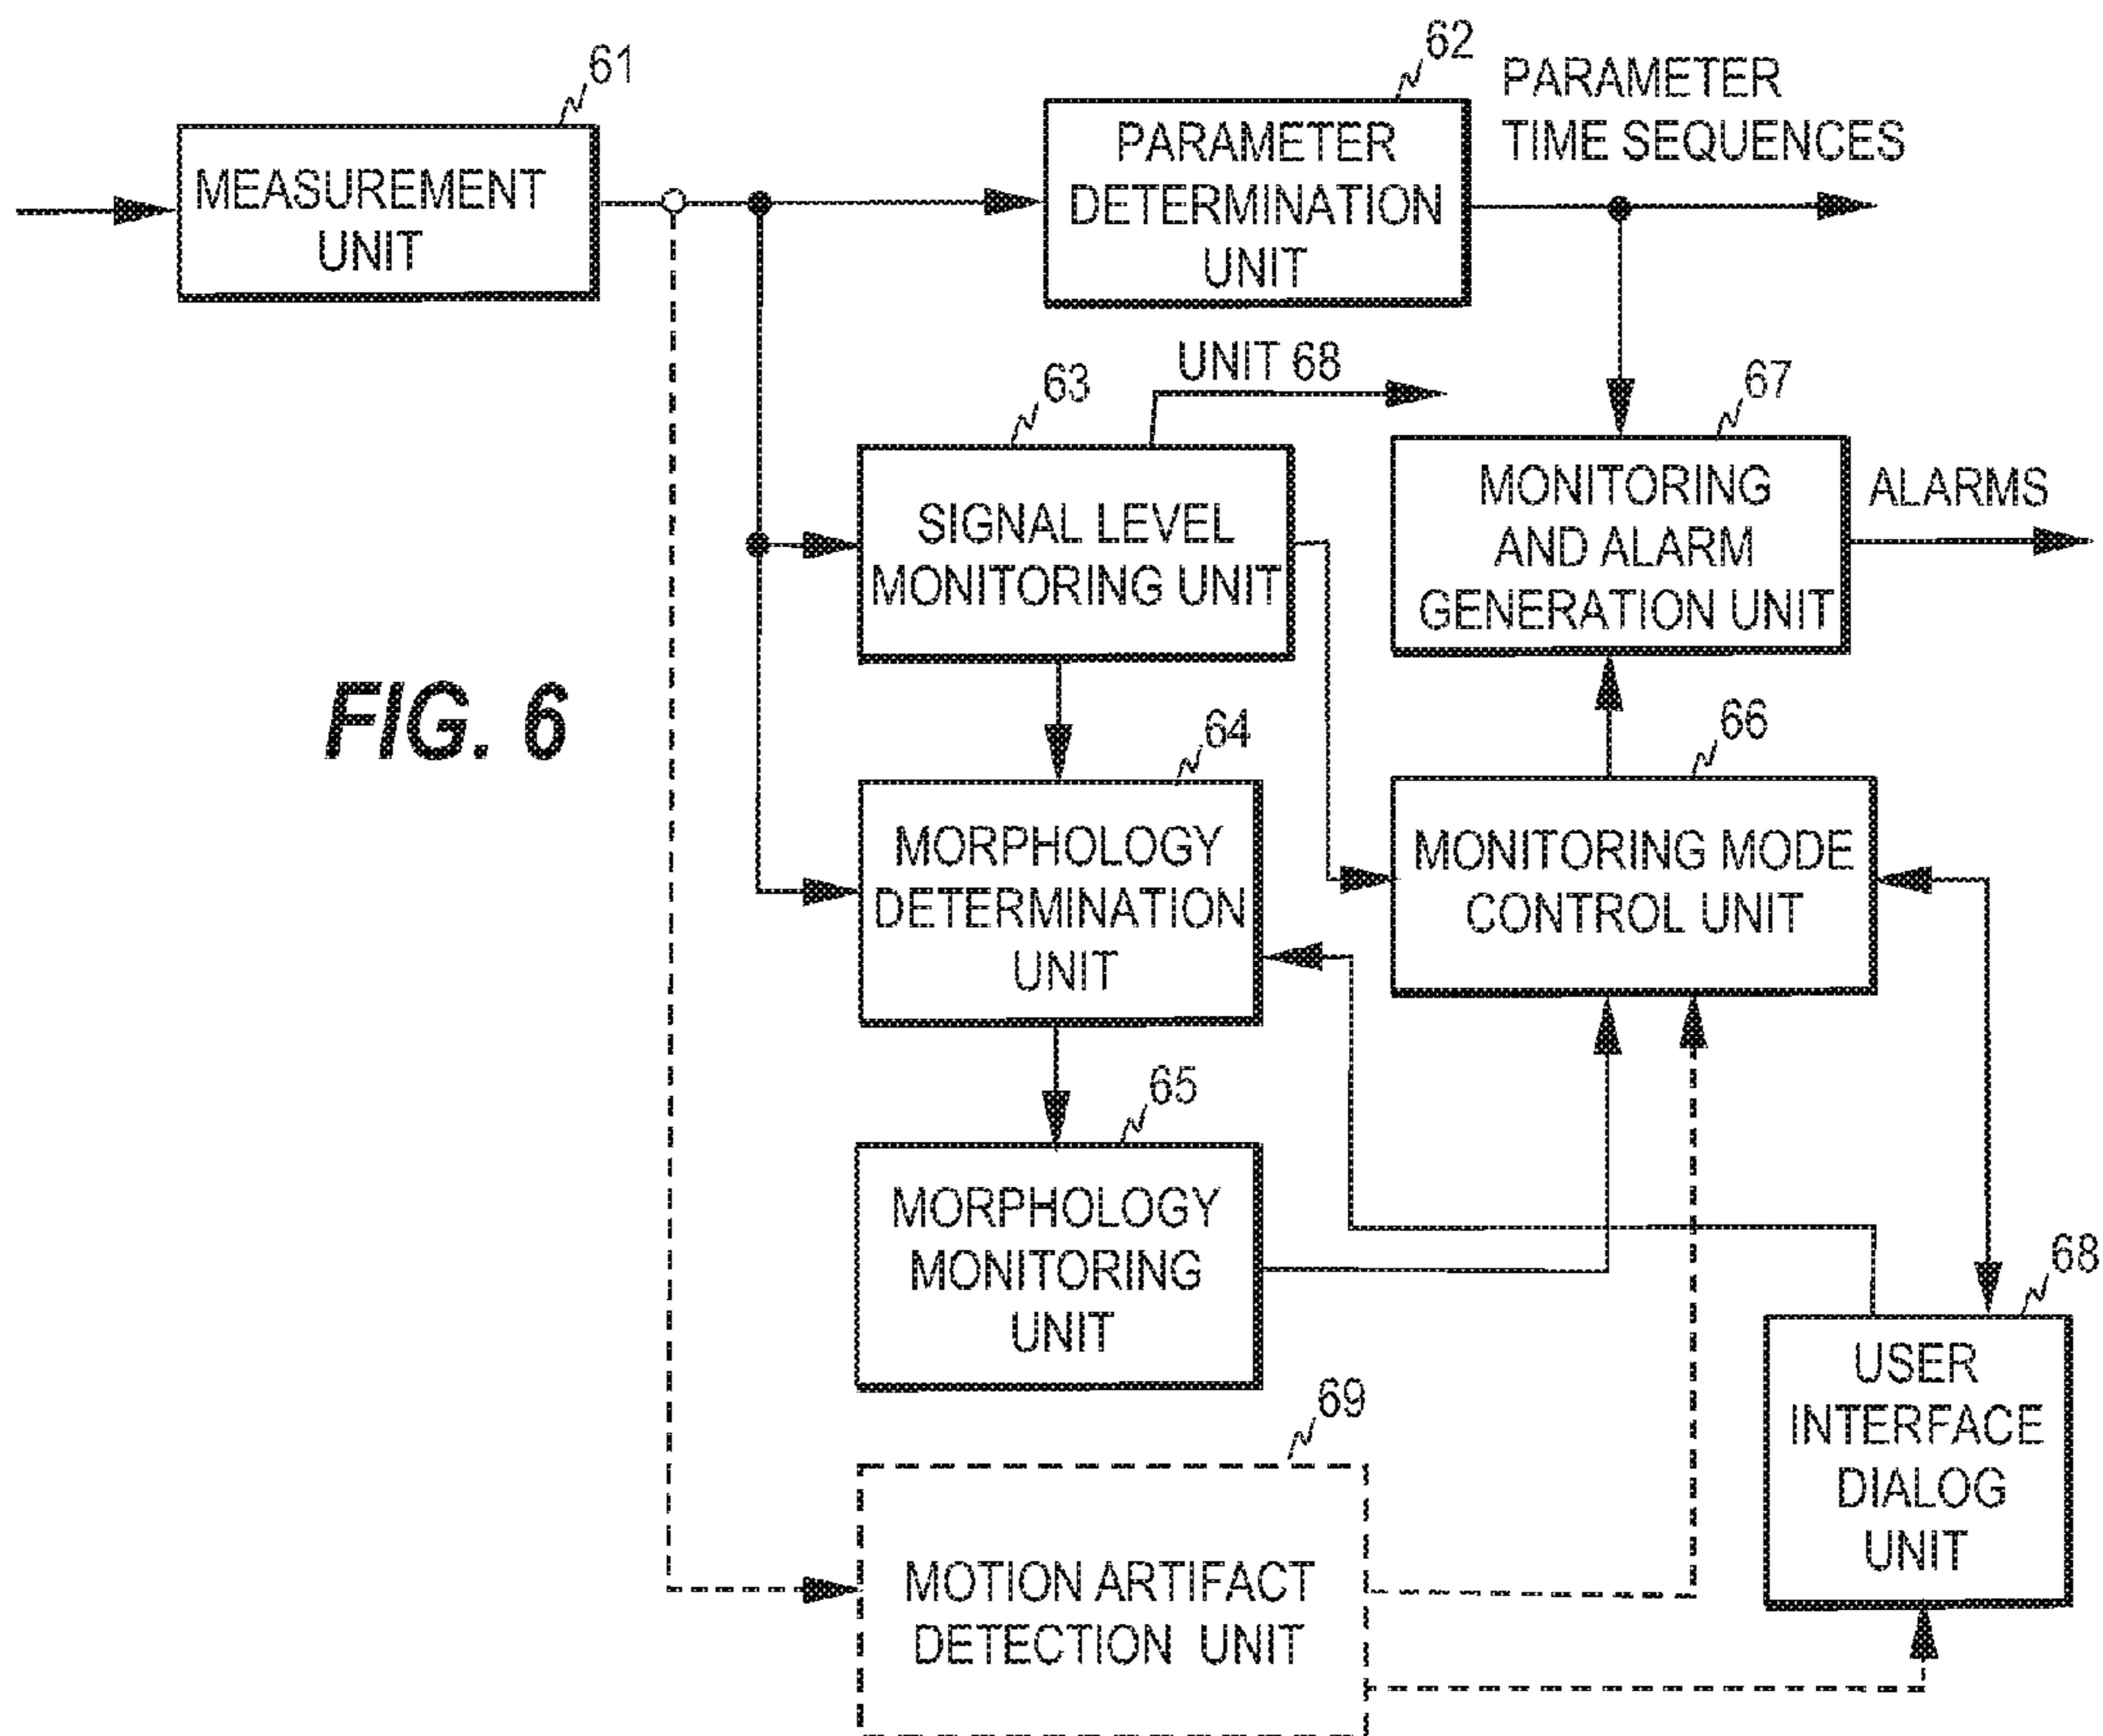 61
MEASUREMENT
UNIT
62
PARAMETER
DETERMINATION
UNIT
PARAMETER
TIME SEQUENCES
UNIT 68
63
SIGNAL LEVEL
MONITORING UNIT
67
MONITORING
AND ALARM
GENERATION UNIT
ALARMS
FIG. 6
64
MORPHOLOGY
DETERMINATION
UNIT
66
MONITORING MODE
CONTROL UNIT
65
MORPHOLOGY
MONITORING
UNIT
68
USER
INTERFACE
DIALOG
UNIT
69
MOTION ARTIFACT
DETECTION UNIT